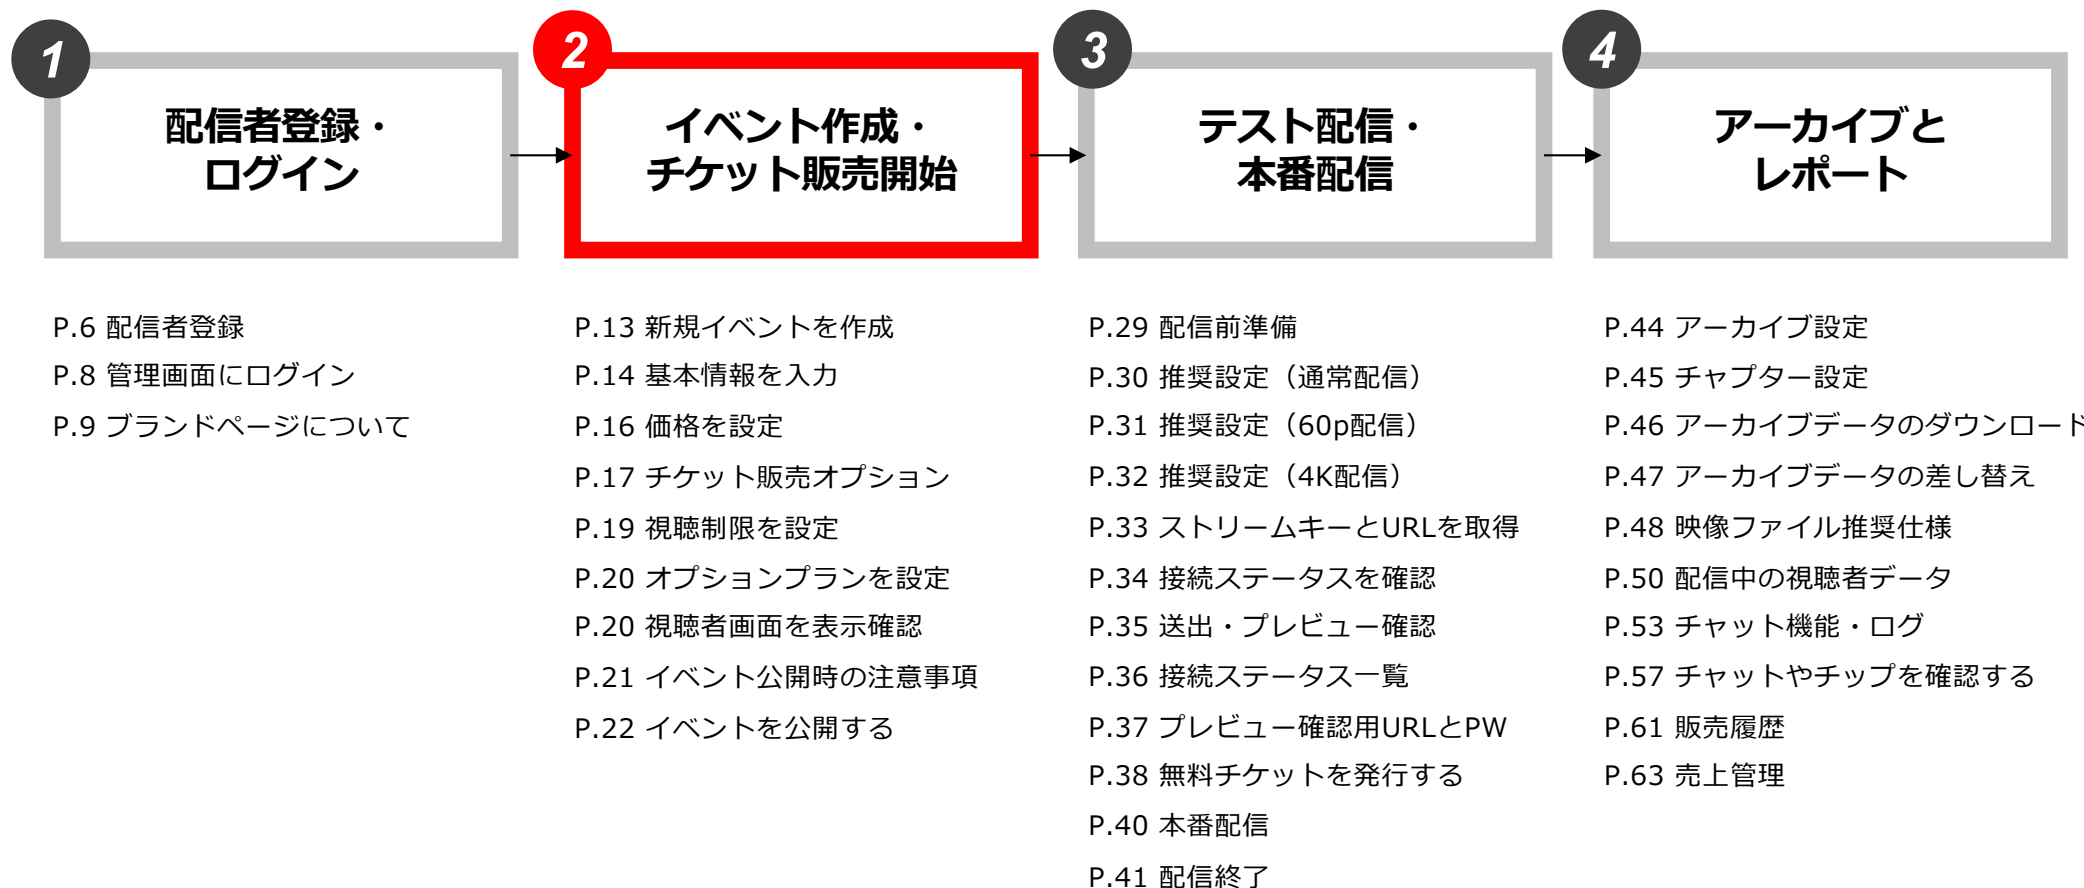 1
配信者登録・
ログイン
P.6 配信者登録
P.8 管理画面にログイン
P.9 ブランドページについて
2
イベント作成・
チケット販売開始
P.13 新規イベントを作成
P.14 基本情報を入力
P.16 価格を設定
P.17 チケット販売オプション
P.19 視聴制限を設定
P.20 オプションプランを設定
P.20 視聴者画面を表示確認
P.21 イベント公開時の注意事項
P.22 イベントを公開する
3
テスト配信・
本番配信
P.29 配信前準備
P.30 推奨設定（通常配信）
P.31 推奨設定（60p配信）
P.32 推奨設定（4K配信）
P.33 ストリームキーとURLを取得
P.34 接続ステータスを確認
P.35 送出・プレビュー確認
P.36 接続ステータス一覧
P.37 プレビュー確認用URLとPW
P.38 無料チケットを発行する
P.40 本番配信
P.41 配信終了
4
アーカイブと
レポート
P.44 アーカイブ設定
P.45 チャプター設定
P.46 アーカイブデータのダウンロード
P.47 アーカイブデータの差し替え
P.48 映像ファイル推奨仕様
P.50 配信中の視聴者データ
P.53 チャット機能・ログ
P.57 チャットやチップを確認する
P.61 販売履歴
P.63 売上管理